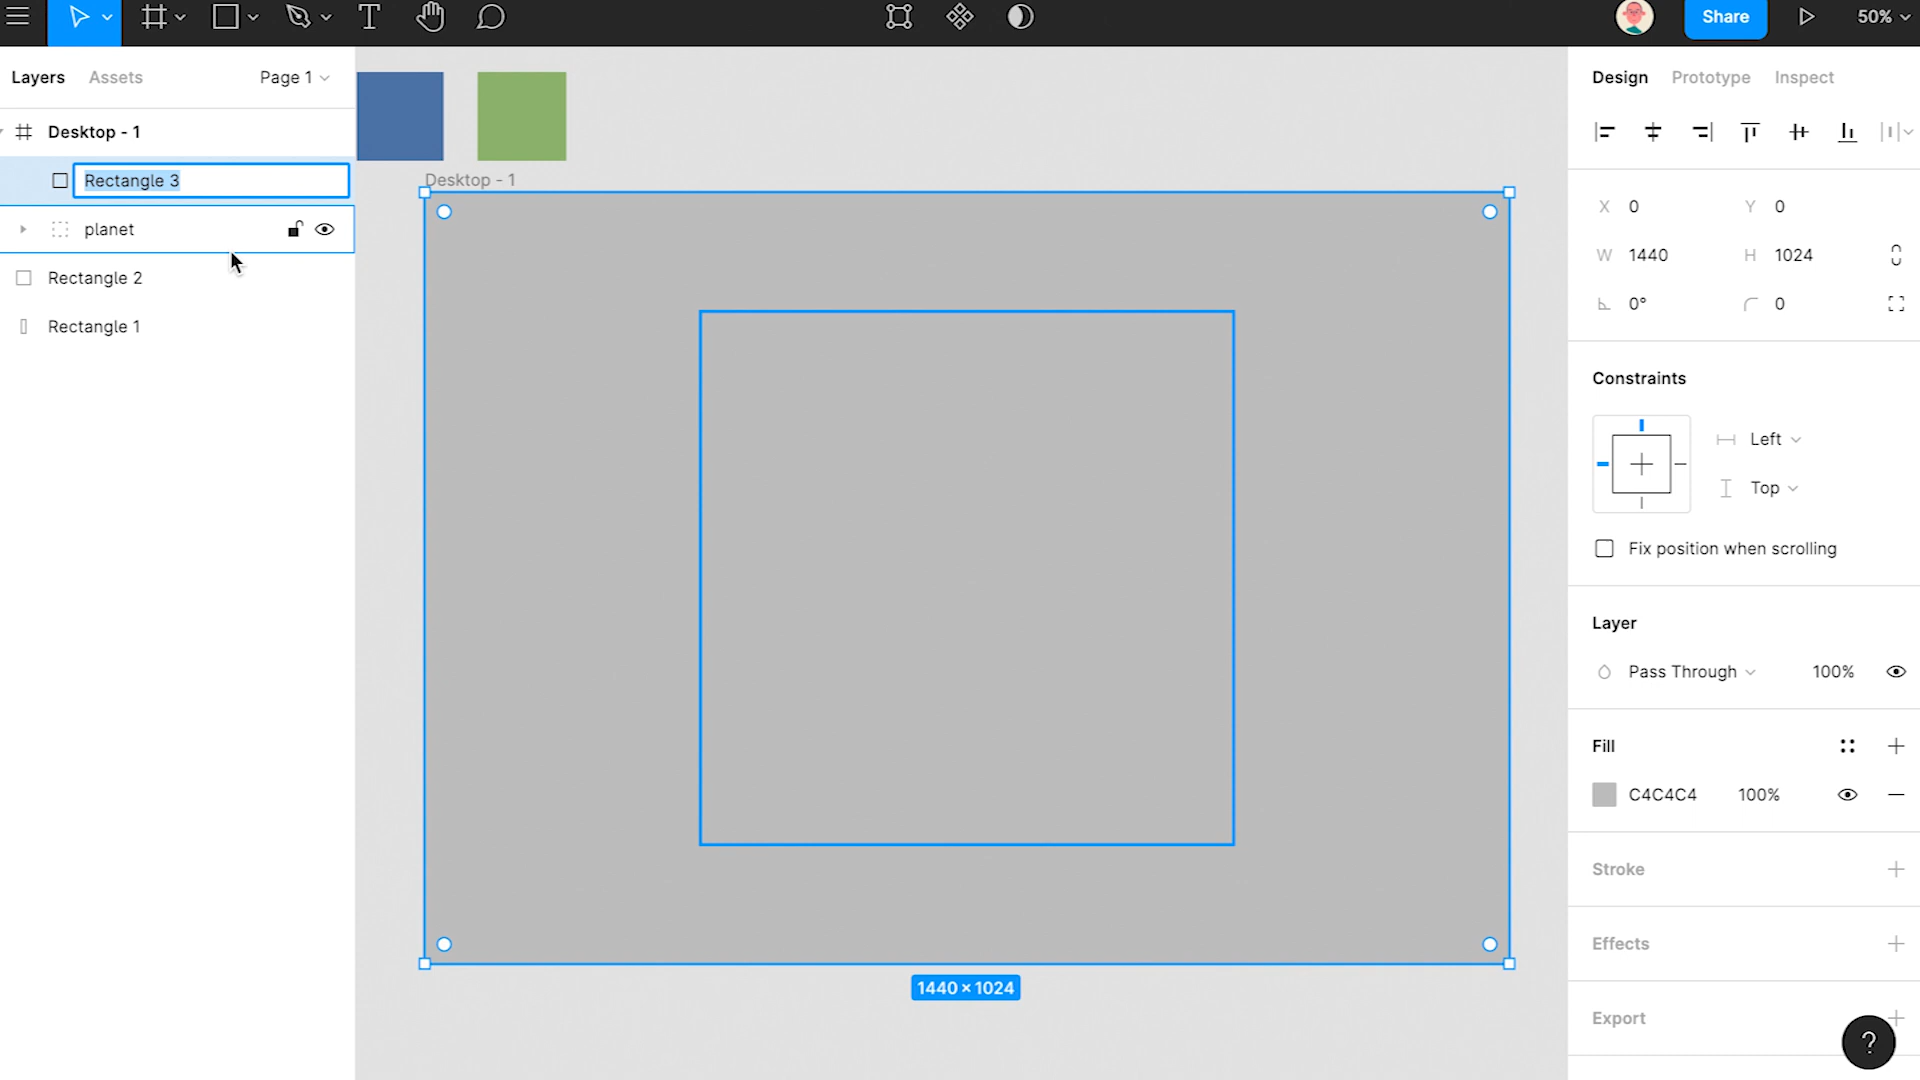 Share
50%
Layers
Assets
Page 1
Design
Prototype
Inspect
Desktop - 1
Rectangle 3
planet
Rectangle 2
Rectangle 1
Desktop - 1
1440 × 1024
X 0
Y 0
W 1440
H 1024
0°
0
Constraints
Left
Top
Fix position when scrolling
Layer
Pass Through
100%
Fill
C4C4C4
100%
Stroke
Effects
Export
?